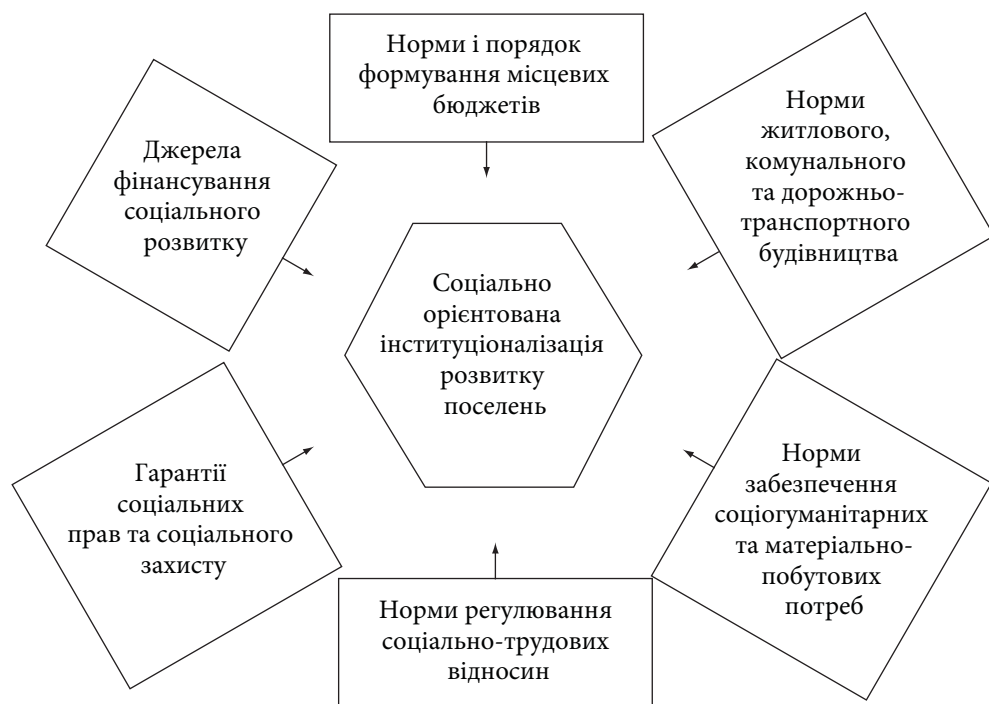 Норми і порядок
формування місцевих
бюджетів
Джерела
фінансування
соціального
розвитку
Норми
житлового,
комунального
та дорожньо-
транспортного
будівництва
Соціально
орієнтована
інституціоналізація
розвитку
поселень
Гарантії
соціальних
прав та соціального
захисту
Норми
забезпечення
соціогуманітарних
та матеріально-
побутових
потреб
Норми регулювання
соціально-трудових
відносин